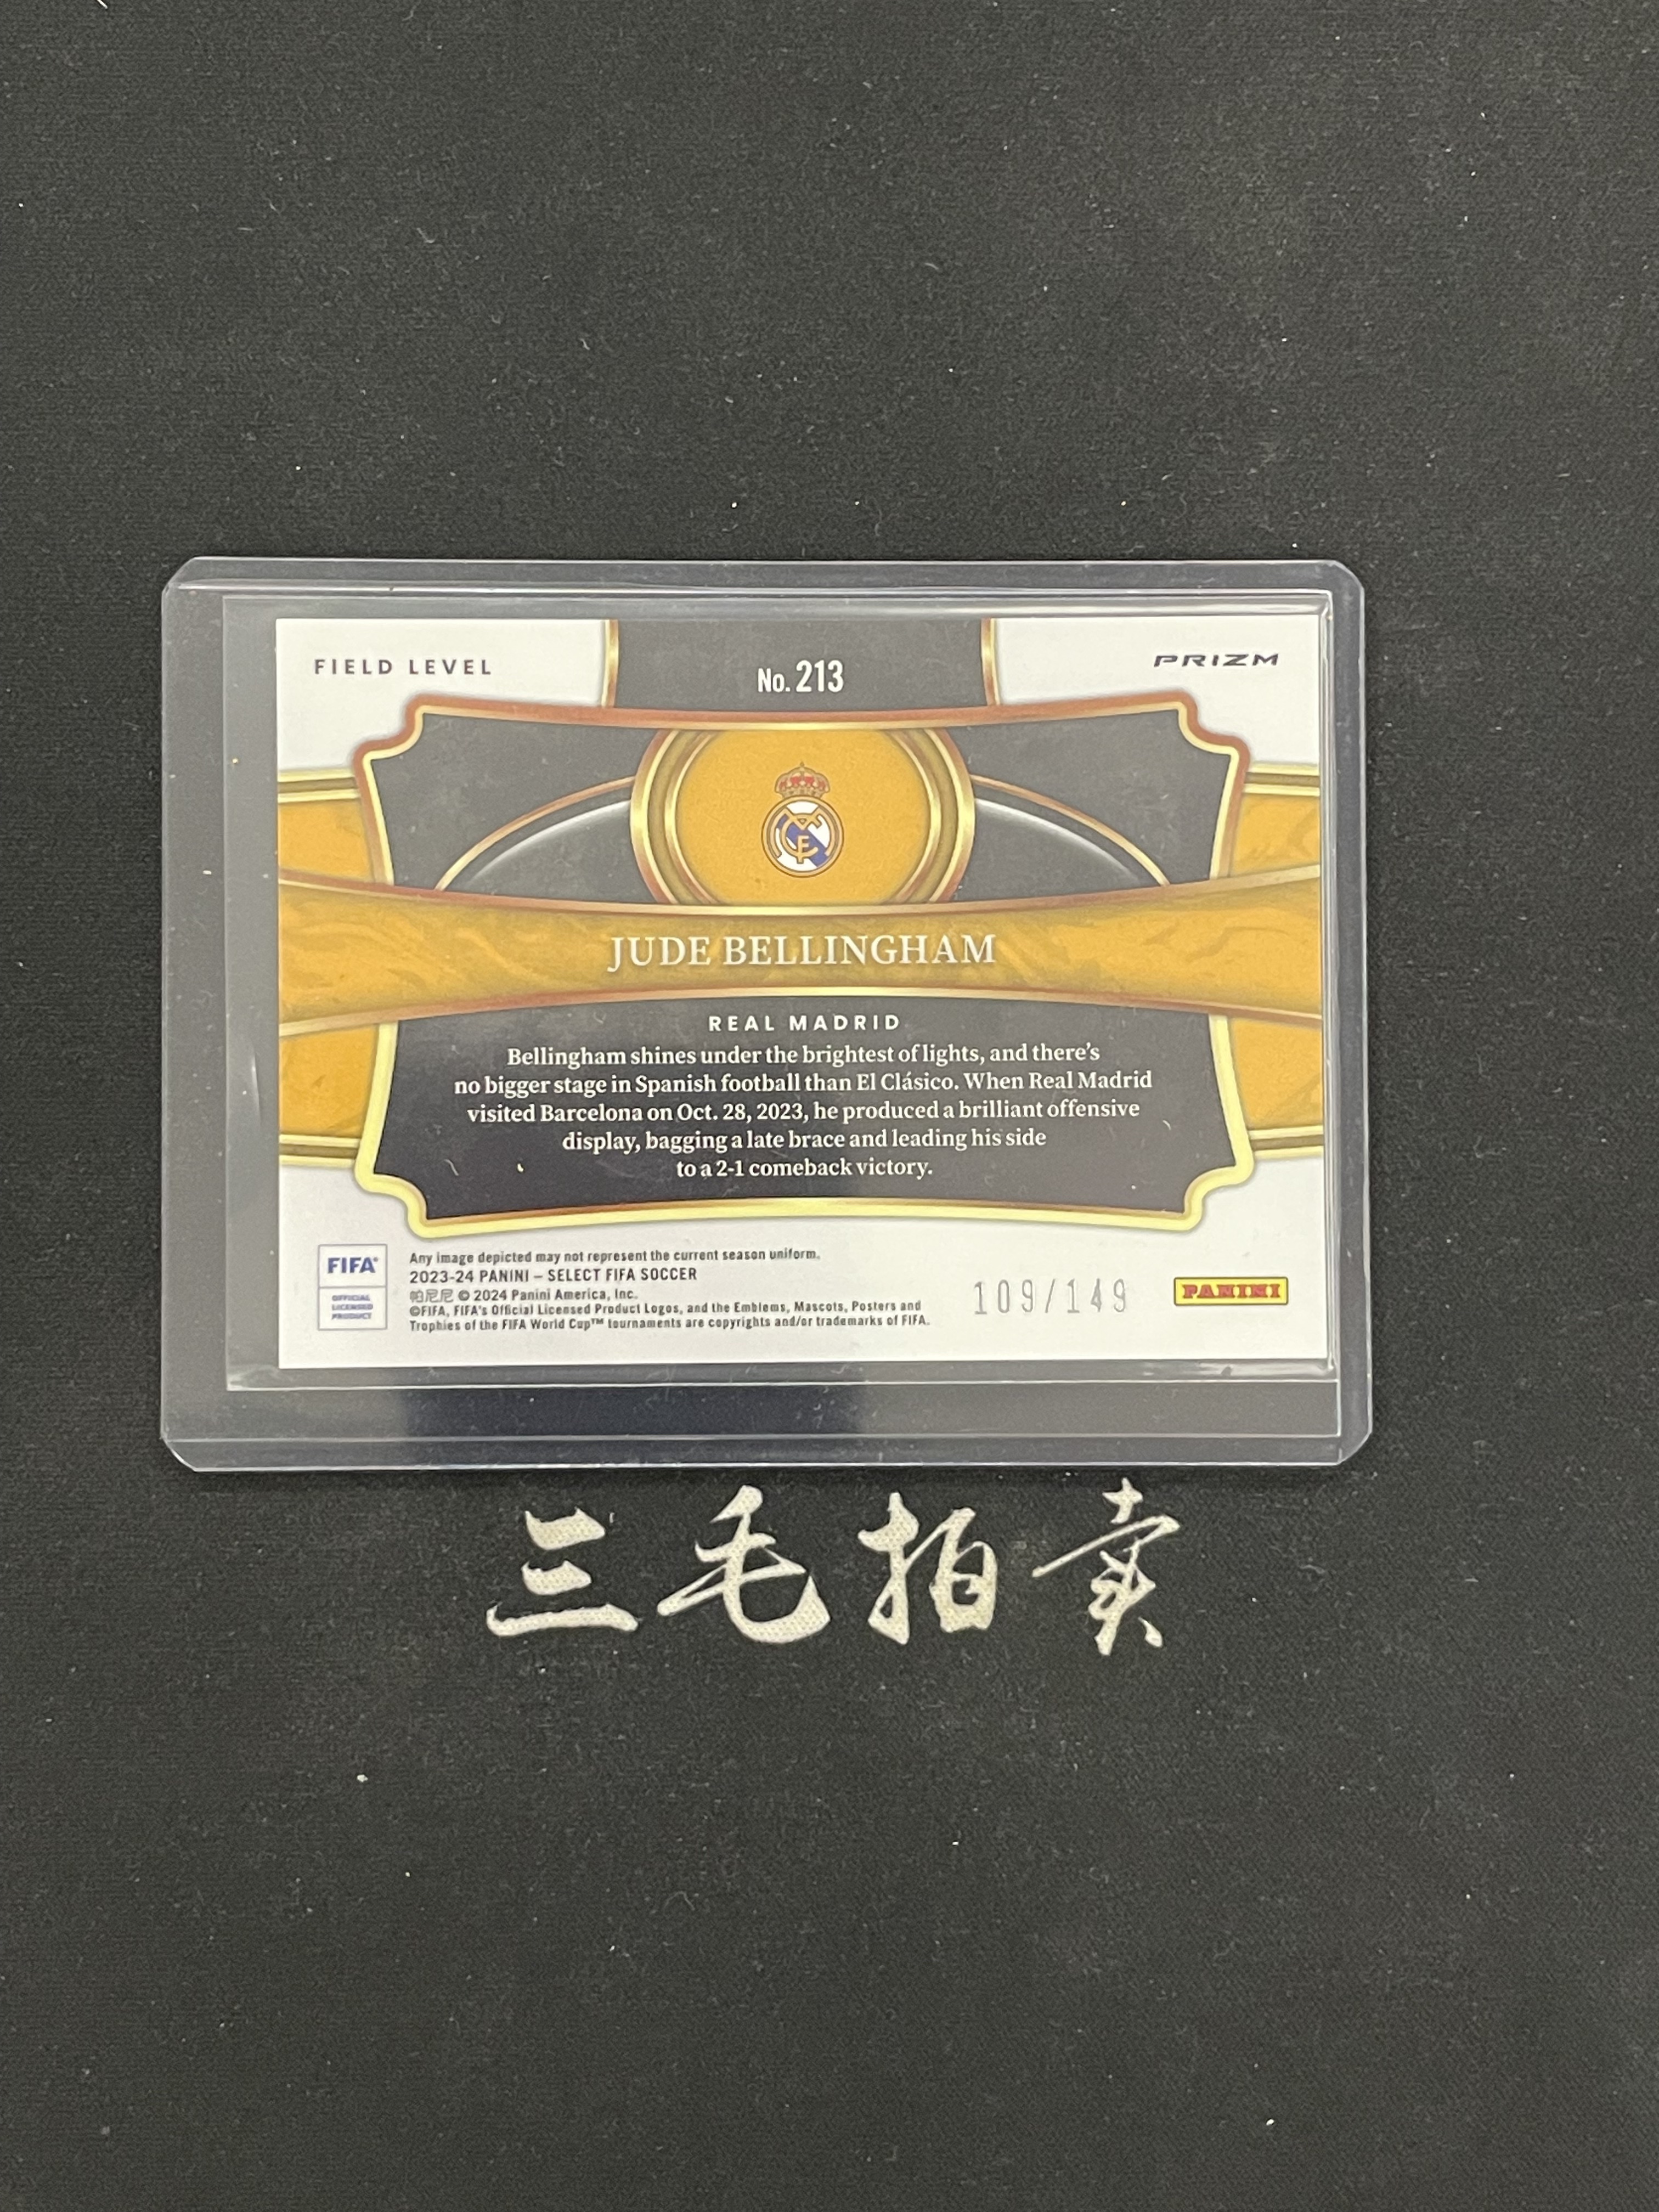 FIELD LEVEL
No. 213
PRIZM
JUDE BELLINGHAM
REAL MADRID
Bellingham shines under the brightest of lights, and there's
no bigger stage in Spanish football than El Clásico. When Real Madrid
visited Barcelona on Oct. 28, 2023, he produced a brilliant offensive
display, bagging a late brace and leading his side
to a 2-1 comeback victory.
FIFA®
OFFICIAL
LICENSED
PRODUCT
Any image depicted may not represent the current season uniform.
2023-24 PANINI – SELECT FIFA SOCCER
帕尼尼 © 2024 Panini America, Inc.
©FIFA, FIFA's Official Licensed Product Logos, and the Emblems, Mascots, Posters and
Trophies of the FIFA World Cup™ tournaments are copyrights and/or trademarks of FIFA.
109/149
PANINI
三毛拍卖